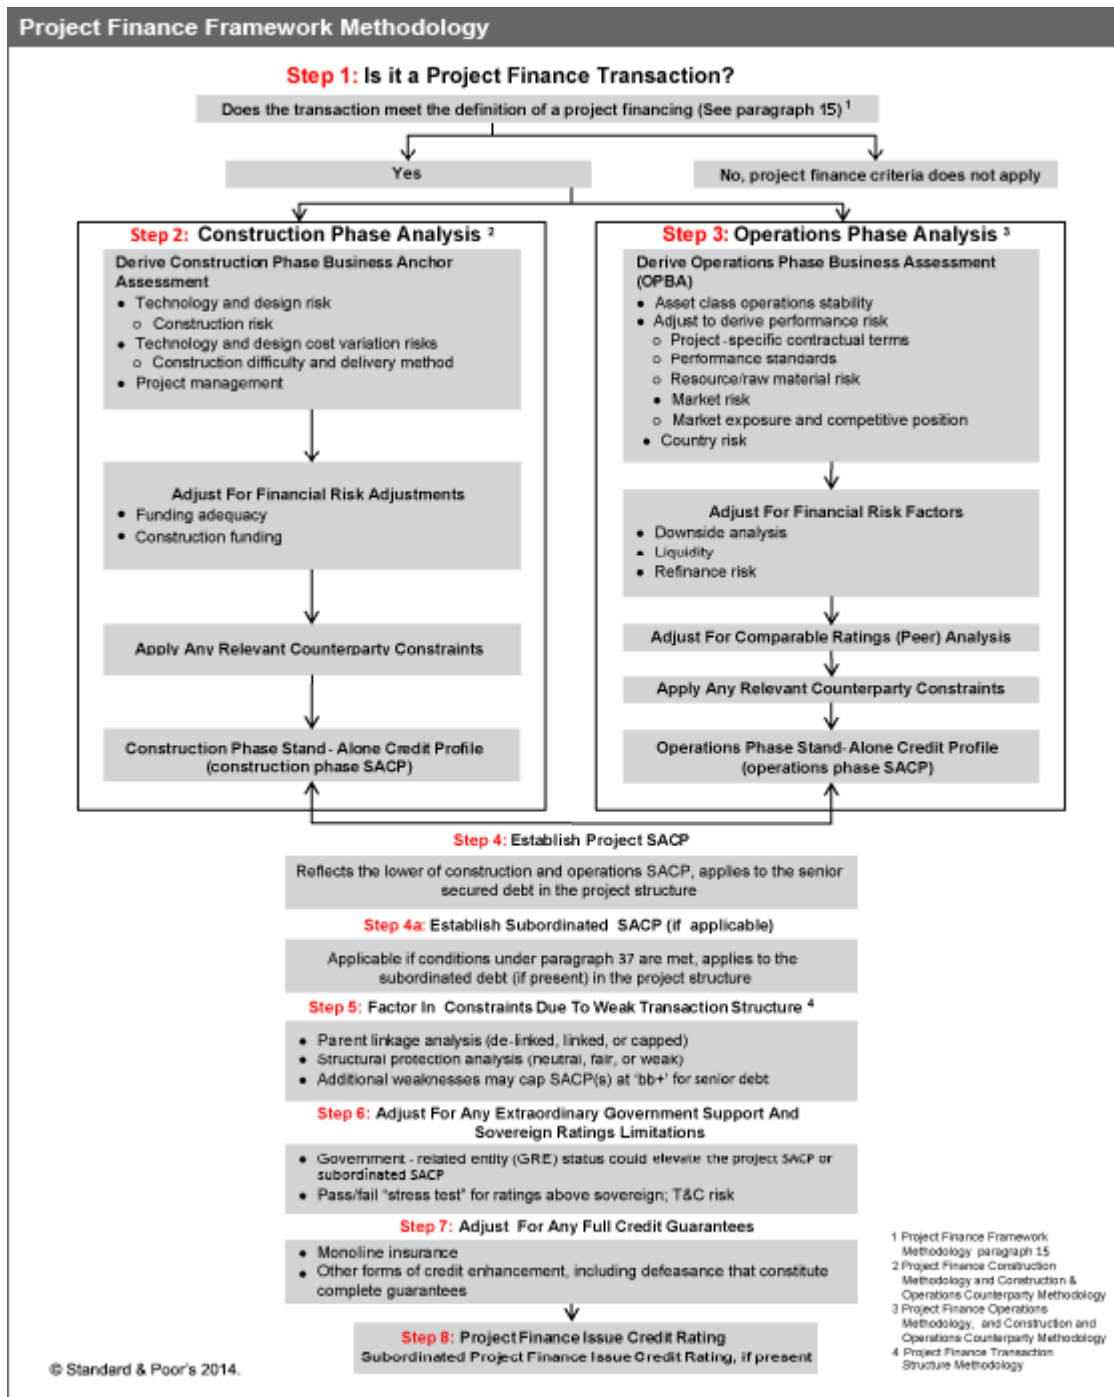 Project Finance Framework Methodology
Step 1: Is it a Project Finance Transaction?
Does the transaction meet the definition of a project financing (See paragraph 15) 1
Yes
No, project finance criteria does not apply
Step 2: Construction Phase Analysis 2
Derive Construction Phase Business Anchor
Assessment
• Technology and design risk
o Construction risk
• Technology and design cost variation risks
o Construction difficulty and delivery method
• Project management
Adjust For Financial Risk Adjustments
• Funding adequacy
• Construction funding
Apply Any Relevant Counterparty Constraints
Construction Phase Stand- Alone Credit Profile
(construction phase SACP)
Step 3: Operations Phase Analysis 3
Derive Operations Phase Business Assessment
(OPBA)
• Asset class operations stability
• Adjust to derive performance risk
o Project-specific contractual terms
o Performance standards
o Resource/raw material risk
• Market risk
o Market exposure and competitive position
• Country risk
Adjust For Financial Risk Factors
• Downside analysis
• Liquidity
• Refinance risk
Adjust For Comparable Ratings (Peer) Analysis
Apply Any Relevant Counterparty Constraints
Operations Phase Stand-Alone Credit Profile
(operations phase SACP)
Step 4: Establish Project SACP
Reflects the lower of construction and operations SACP, applies to the senior
secured debt in the project structure
Step 4a: Establish Subordinated SACP (if applicable)
Applicable if conditions under paragraph 37 are met, applies to the
subordinated debt (if present) in the project structure
Step 5: Factor In Constraints Due To Weak Transaction Structure 4
• Parent linkage analysis (de-linked, linked, or capped)
• Structural protection analysis (neutral, fair, or weak)
• Additional weaknesses may cap SACP(s) at 'bb+' for senior debt
Step 6: Adjust For Any Extraordinary Government Support And
Sovereign Ratings Limitations
• Government - related entity (GRE) status could elevate the project SACP or
subordinated SACP
• Pass/fail "stress test" for ratings above sovereign; T&C risk
Step 7: Adjust For Any Full Credit Guarantees
• Monoline insurance
• Other forms of credit enhancement, including defeasance that constitute
complete guarantees
Step 8: Project Finance Issue Credit Rating
Subordinated Project Finance Issue Credit Rating, if present
1 Project Finance Framework
Methodology paragraph 15
2 Project Finance Construction
Methodology and Construction &
Operations Counterparty Methodology
3 Project Finance Operations
Methodology, and Construction and
Operations Counterparty Methodology
4 Project Finance Transaction
Structure Methodology
© Standard & Poor's 2014.